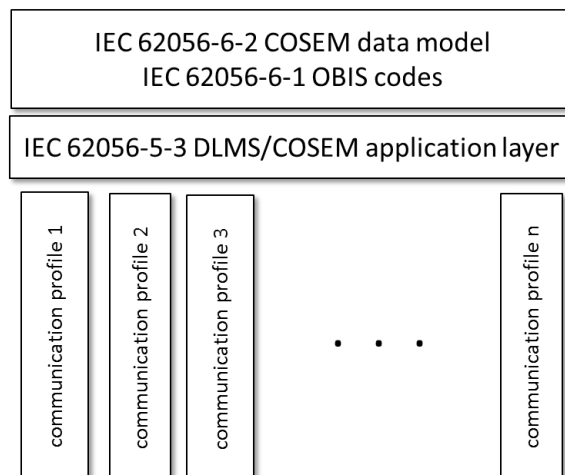 IEC 62056-6-2 COSEM data model
IEC 62056-6-1 OBIS codes
IEC 62056-5-3 DLMS/COSEM application layer
communication profile 1
communication profile 2
communication profile 3
. . .
communication profile n